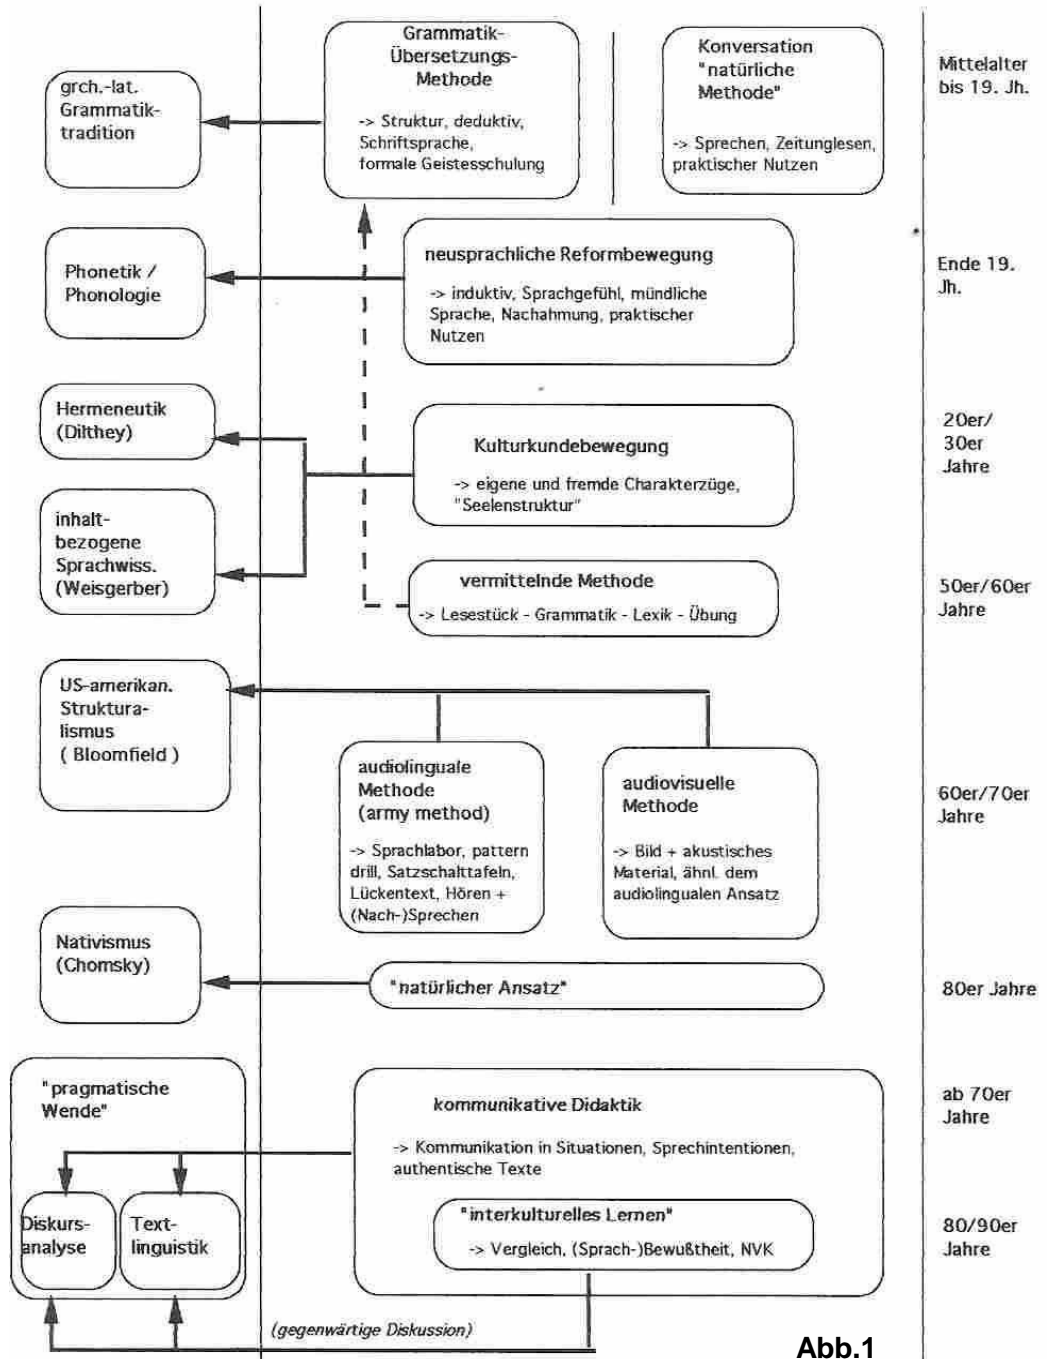 Grammatik-
Übersetzungs-
Methode
-> Struktur, deduktiv,
Schriftsprache,
formale Geistesschulung
Konversation
"natürliche
Methode"
-> Sprechen, Zeitunglesen,
praktischer Nutzen
Mittelalter
bis 19. Jh.
grch.-lat.
Grammatik-
tradition
Phonetik /
Phonologie
neusprachliche Reformbewegung
-> induktiv, Sprachgefühl, mündliche
Sprache, Nachahmung, praktischer
Nutzen
Ende 19.
Jh.
Hermeneutik
(Dilthey)
Kulturkundebewegung
-> eigene und fremde Charakterzüge,
"Seelenstruktur"
20er/
30er
Jahre
inhalt-
bezogene
Sprachwiss.
(Weisgerber)
vermittelnde Methode
-> Lesestück - Grammatik - Lexik - Übung
50er/60er
Jahre
US-amerikan.
Struktura-
lismus
( Bloomfield )
audiolinguale
Methode
(army method)
-> Sprachlabor, pattern
drill, Satzschalttafeln,
Lückentext, Hören +
(Nach-)Sprechen
audiovisuelle
Methode
-> Bild + akustisches
Material, ähnl. dem
audiolingualen Ansatz
60er/70er
Jahre
Nativismus
(Chomsky)
"natürlicher Ansatz"
80er Jahre
"pragmatische
Wende"
kommunikative Didaktik
-> Kommunikation in Situationen, Sprechintentionen,
authentische Texte
ab 70er
Jahre
Diskurs-
analyse
Text-
linguistik
"interkulturelles Lernen"
-> Vergleich, (Sprach-)Bewußtheit, NVK
80/90er
Jahre
(gegenwärtige Diskussion)
Abb.1